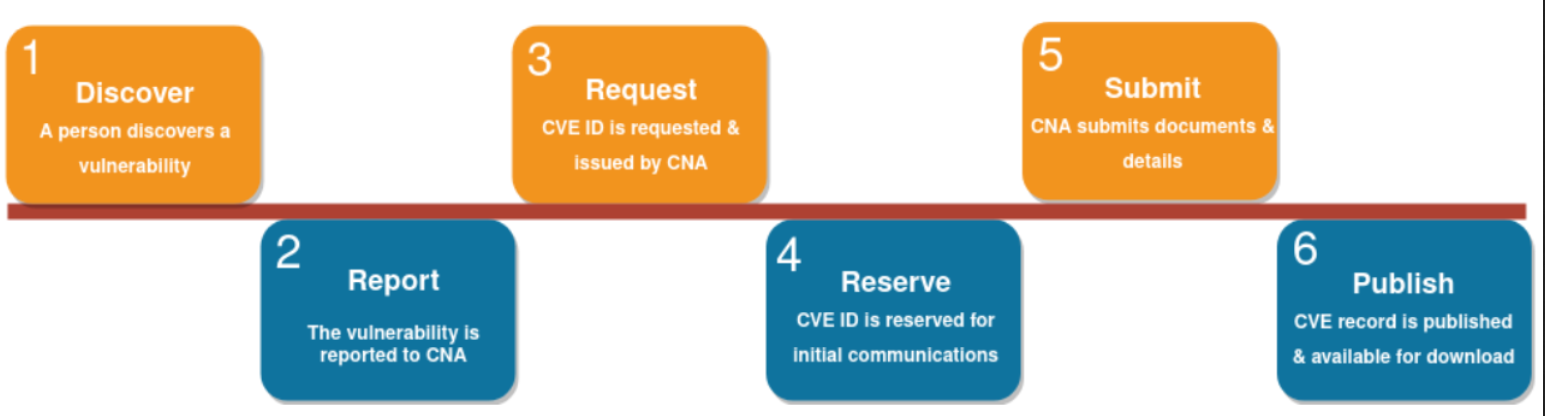 1
Discover
A person discovers a
vulnerability
2
Report
The vulnerability is
reported to CNA
3
Request
CVE ID is requested &
issued by CNA
4
Reserve
CVE ID is reserved for
initial communications
5
Submit
CNA submits documents &
details
6
Publish
CVE record is published
& available for download